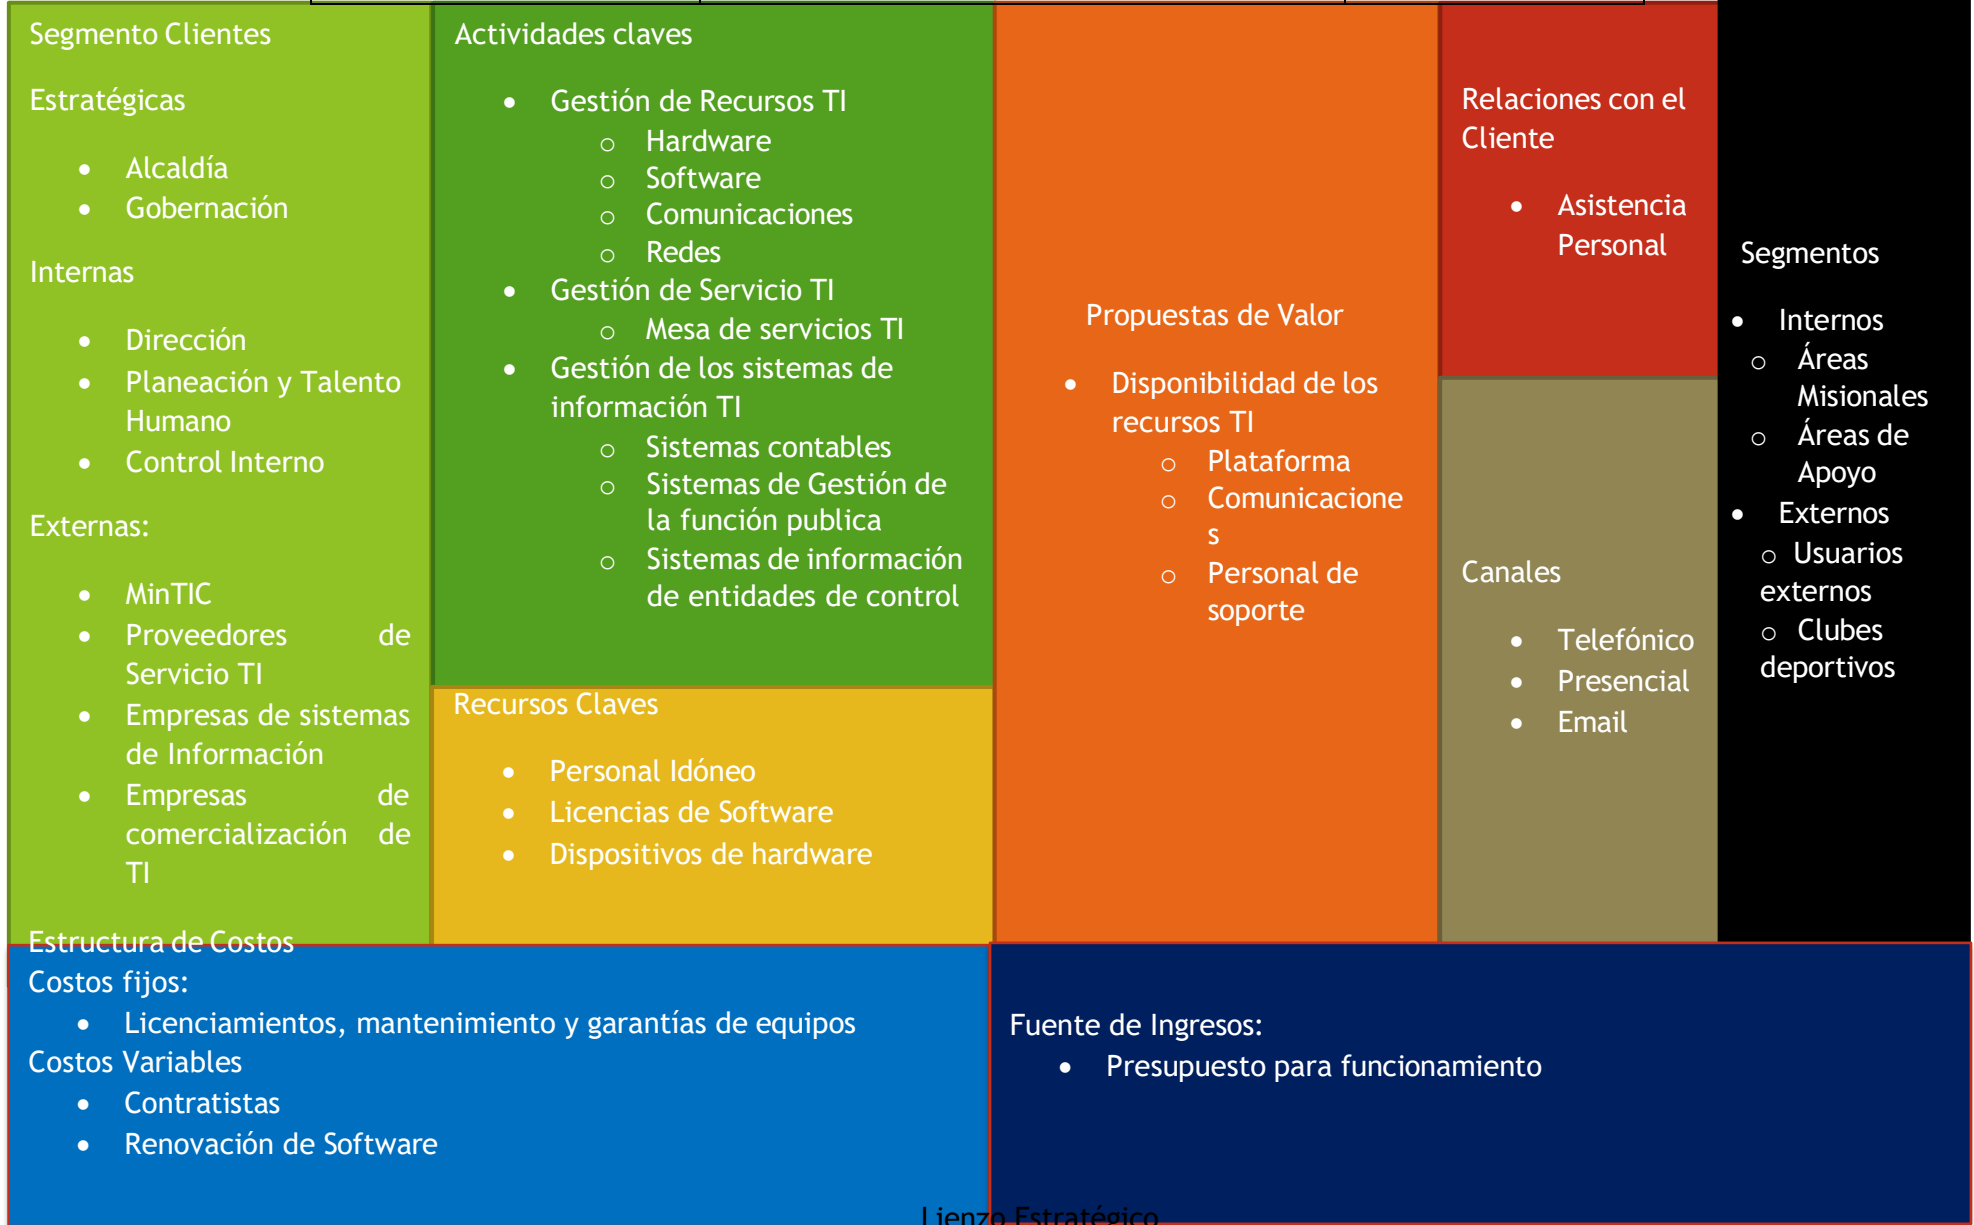 Segmento Clientes
Estratégicas
• Alcaldía
• Gobernación
Internas
• Dirección
• Planeación y Talento
Humano
• Control Interno
Externas:
• MinTIC
• Proveedores de
Servicio TI
• Empresas de sistemas
de Información
• Empresas de
comercialización de
TI
Actividades claves
• Gestión de Recursos TI
o Hardware
o Software
o Comunicaciones
o Redes
• Gestión de Servicio TI
o Mesa de servicios TI
• Gestión de los sistemas de
información TI
o Sistemas contables
o Sistemas de Gestión de
la función publica
o Sistemas de información
de entidades de control
Recursos Claves
• Personal Idóneo
• Licencias de Software
• Dispositivos de hardware
Propuestas de Valor
• Disponibilidad de los
recursos TI
o Plataforma
o Comunicacione
s
o Personal de
soporte
Relaciones con el
Cliente
• Asistencia
Personal
Canales
• Telefónico
• Presencial
• Email
Segmentos
• Internos
o Áreas
Misionales
o Áreas de
Apoyo
• Externos
o Usuarios
externos
o Clubes
deportivos
Estructura de Costos
Costos fijos:
• Licenciamientos, mantenimiento y garantías de equipos
Costos Variables
• Contratistas
• Renovación de Software
Fuente de Ingresos:
• Presupuesto para funcionamiento
Lienzo Estratégico